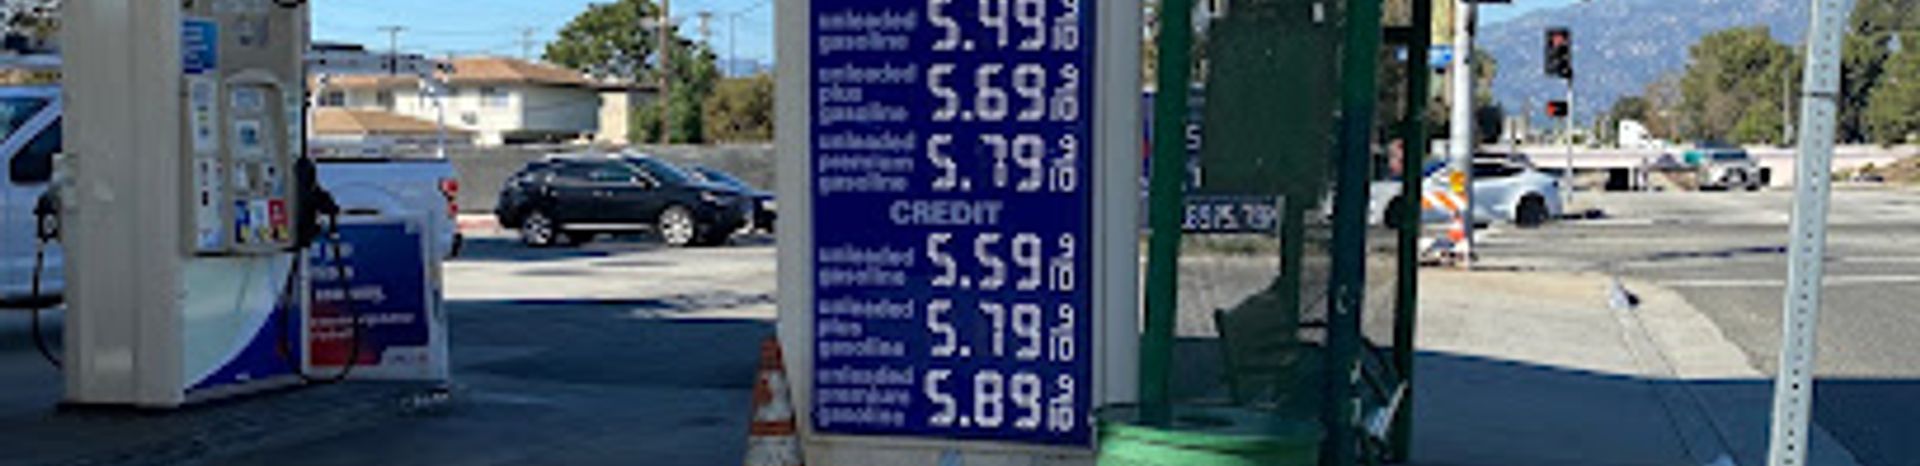 unleaded
gasoline 5.49 9/10
unleaded
plus
gasoline 5.69 9/10
unleaded
premium
gasoline 5.79 9/10
CREDIT
unleaded
gasoline 5.59 9/10
unleaded
plus
gasoline 5.79 9/10
unleaded
premium
gasoline 5.89 9/10